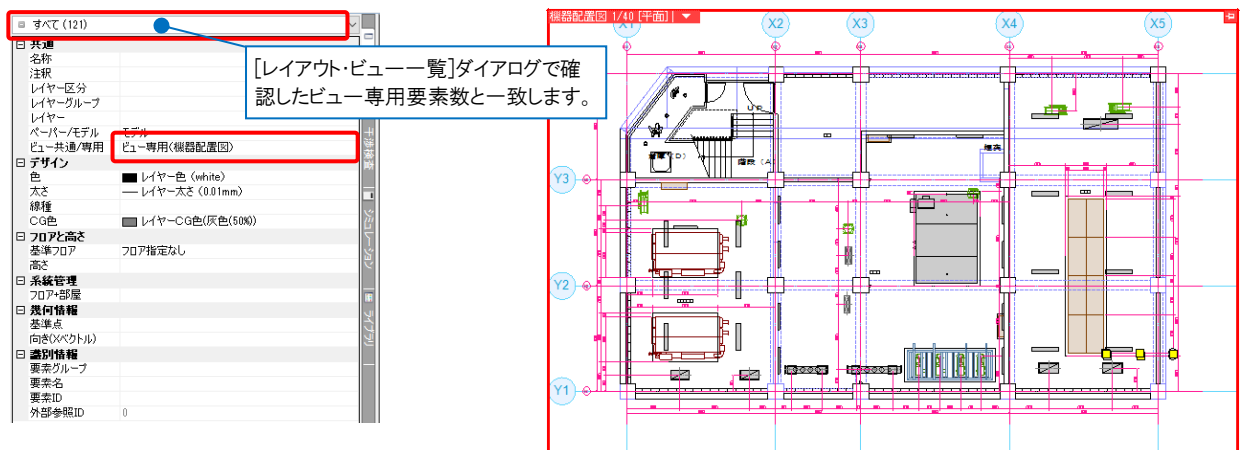 すべて (121)
共通
名称
注釈
レイヤー区分
レイヤーグループ
レイヤー
ペーパー/モデル モデル
ビュー共通/専用 ビュー専用(機器配置図)
デザイン
色 レイヤー色 (white)
太さ レイヤー太さ (0.01mm)
線種
CG色 レイヤーCG色(灰色(50%))
フロアと高さ
基準フロア フロア指定なし
高さ
系統管理
フロア+部屋
幾何情報
基準点
向き(Xベクトル)
識別情報
要素グループ
要素名
要素ID
外部参照ID 0
干渉検査
シミュレーション
ライブラリ
[レイアウト・ビュー一覧]ダイアログで確
認したビュー専用要素数と一致します。
機器配置図 1/40 [平面]
X1 X2 X3 X4 X5
UP
倉庫 (D)
階段 (A
Y3
Y2
Y1